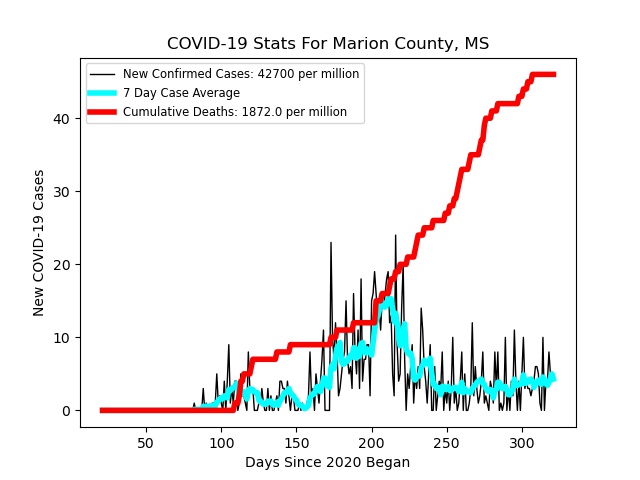 COVID-19 Stats For Marion County, MS
New Confirmed Cases: 42700 per million
7 Day Case Average
Cumulative Deaths: 1872.0 per million
New COVID-19 Cases
40
30
20
10
0
50 100 150 200 250 300
Days Since 2020 Began